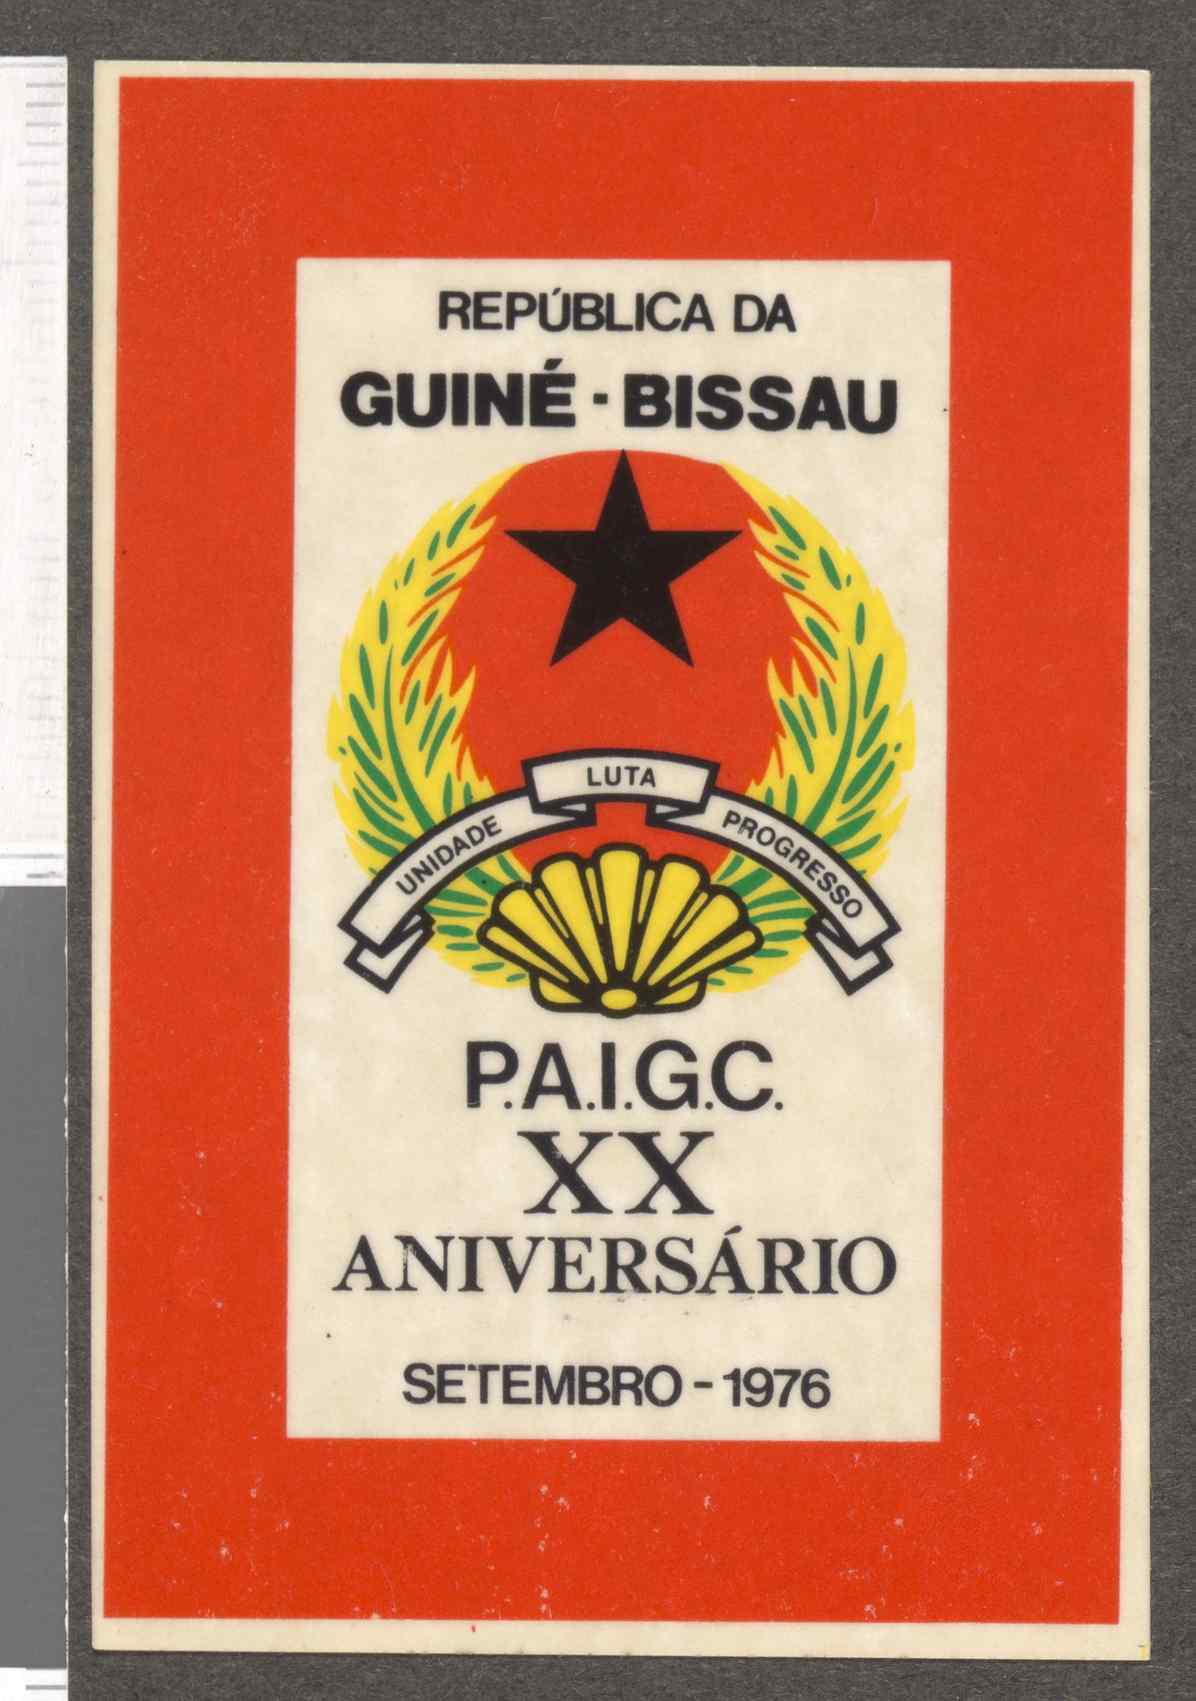 REPÚBLICA DA
GUINÉ - BISSAU
LUTA
UNIDADE
PROGRESSO
P.A.I.G.C.
XX
ANIVERSÁRIO
SETEMBRO - 1976